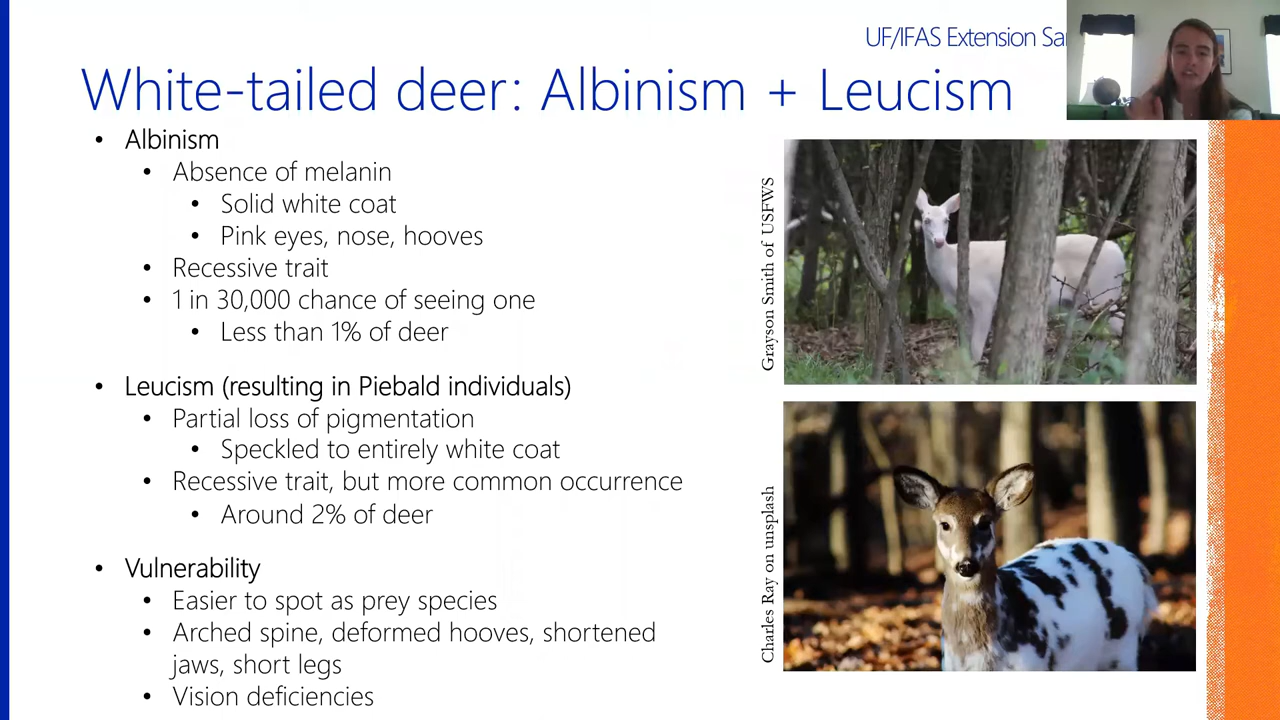 UF/IFAS Extension
White-tailed deer: Albinism + Leucism
• Albinism
• Absence of melanin
• Solid white coat
• Pink eyes, nose, hooves
• Recessive trait
• 1 in 30,000 chance of seeing one
• Less than 1% of deer
• Leucism (resulting in Piebald individuals)
• Partial loss of pigmentation
• Speckled to entirely white coat
• Recessive trait, but more common occurrence
• Around 2% of deer
• Vulnerability
• Easier to spot as prey species
• Arched spine, deformed hooves, shortened
jaws, short legs
• Vision deficiencies
Grayson Smith of USFWS
Charles Ray on unsplash